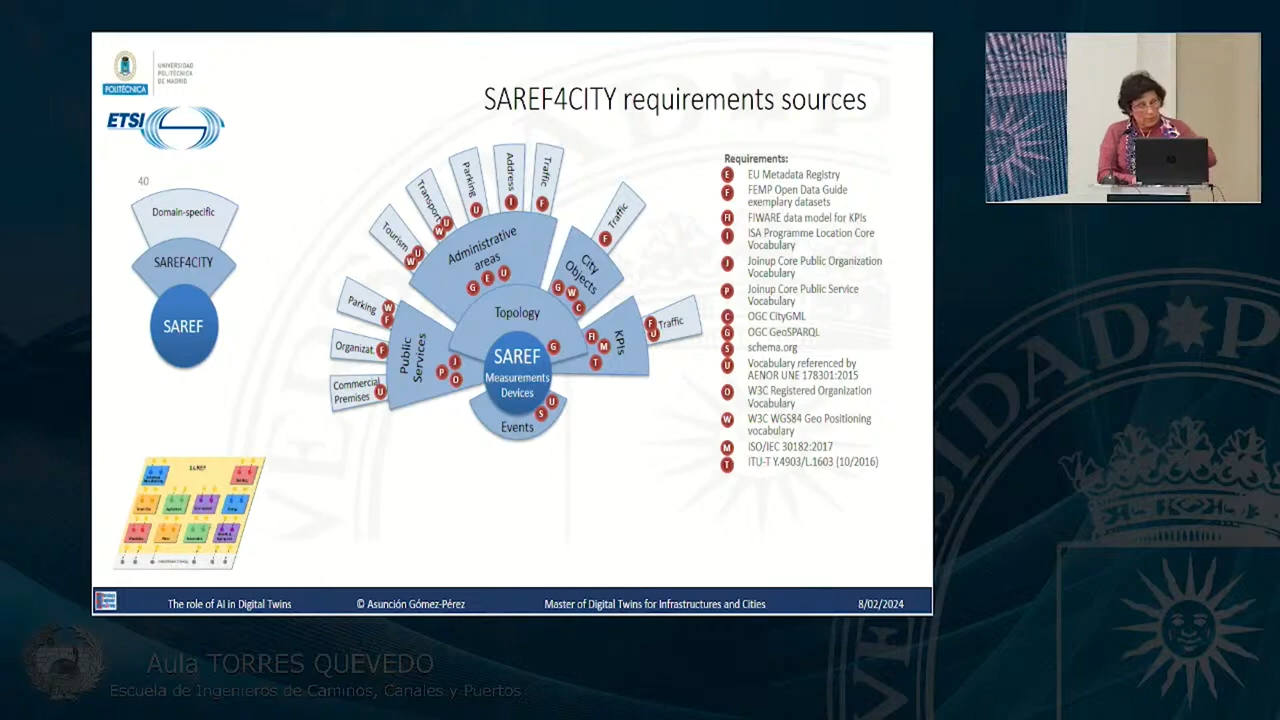 UNIVERSIDAD
POLITÉCNICA
DE MADRID
POLITÉCNICA
ETSI
SAREF4CITY requirements sources
40
Domain-specific
SAREF4CITY
SAREF
Tourism
W
U
Transport
W
U
Parking
U
Address
I
Traffic
F
Administrative
areas
G
E
U
Traffic
F
City
Objects
G
W
C
Parking
W
F
Organizat.
F
Commercial
Premises
U
Public
Services
P
J
O
Topology
G
KPIs
FI
M
T
Traffic
F
U
SAREF
Measurements
Devices
Events
S
U
Requirements:
E EU Metadata Registry
F FEMP Open Data Guide
exemplary datasets
FI FIWARE data model for KPIs
I ISA Programme Location Core
Vocabulary
J Joinup Core Public Organization
Vocabulary
P Joinup Core Public Service
Vocabulary
C OGC CityGML
G OGC GeoSPARQL
S schema.org
U Vocabulary referenced by
AENOR UNE 178301:2015
O W3C Registered Organization
Vocabulary
W W3C WGS84 Geo Positioning
vocabulary
M ISO/IEC 30182:2017
T ITU-T Y.4903/L.1603 (10/2016)
The role of AI in Digital Twins
© Asunción Gómez-Pérez
Master of Digital Twins for Infrastructures and Cities
8/02/2024
Aula TORRES QUEVEDO
Escuela de Ingenieros de Caminos, Canales y Puertos